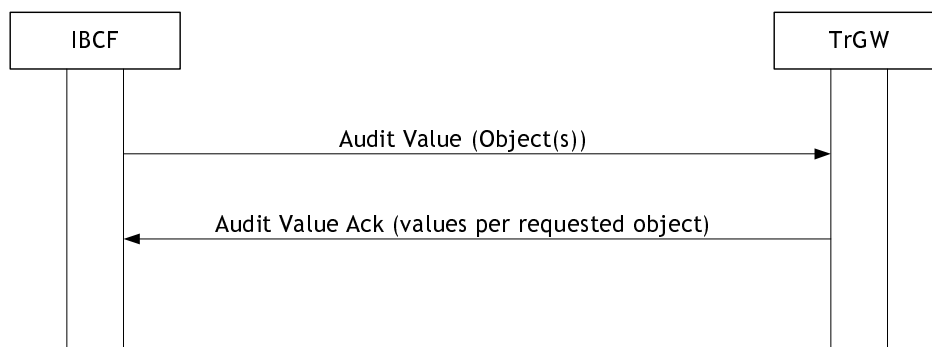 IBCF
TrGW
Audit Value (Object(s))
Audit Value Ack (values per requested object)